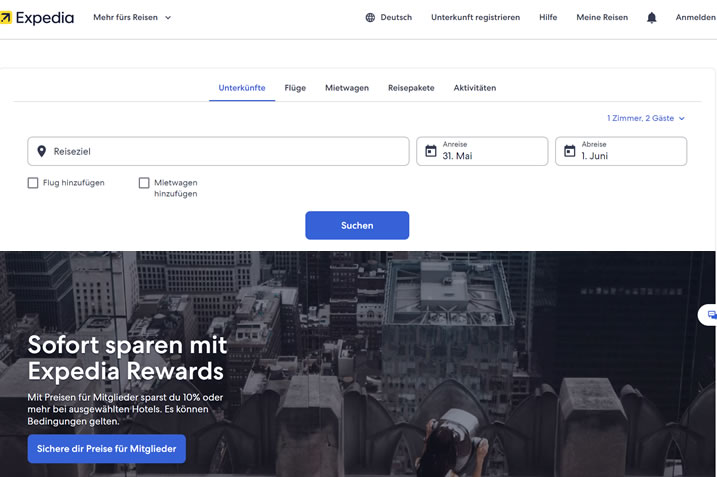 Expedia
Mehr fürs Reisen
Deutsch
Unterkunft registrieren
Hilfe
Meine Reisen
Anmelden
Unterkünfte
Flüge
Mietwagen
Reisepakete
Aktivitäten
1 Zimmer, 2 Gäste
Reiseziel
Anreise
31. Mai
Abreise
1. Juni
Flug hinzufügen
Mietwagen
hinzufügen
Suchen
Sofort sparen mit
Expedia Rewards
Mit Preisen für Mitglieder sparst du 10% oder
mehr bei ausgewählten Hotels. Es können
Bedingungen gelten.
Sichere dir Preise für Mitglieder